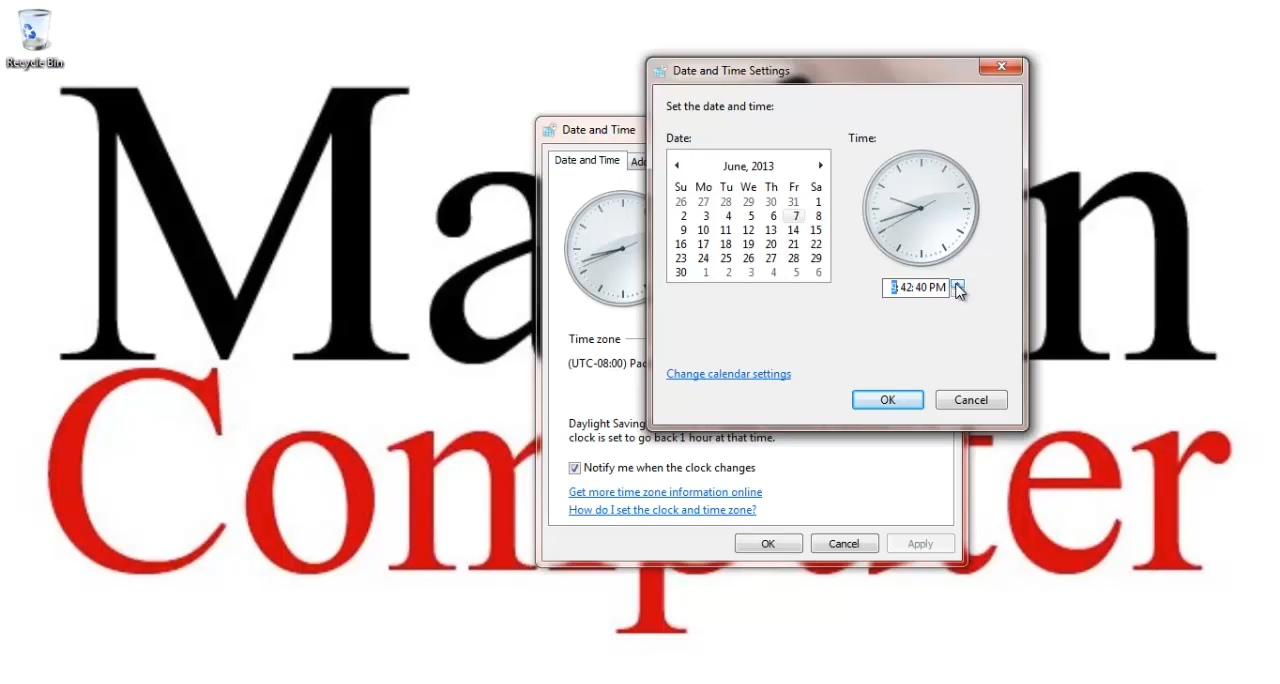 Recycle Bin
Ma n
Com ter
Date and Time Settings
Set the date and time:
Date:
Time:
June, 2013
Su Mo Tu We Th Fr Sa
26 27 28 29 30 31 1
2 3 4 5 6 7 8
9 10 11 12 13 14 15
16 17 18 19 20 21 22
23 24 25 26 27 28 29
30 1 2 3 4 5 6
9:42:40 PM
Change calendar settings
OK
Cancel
Date and Time
Date and Time
Add
Time zone
(UTC-08:00) Pac
Daylight Saving
clock is set to go back 1 hour at that time.
Notify me when the clock changes
Get more time zone information online
How do I set the clock and time zone?
OK
Cancel
Apply